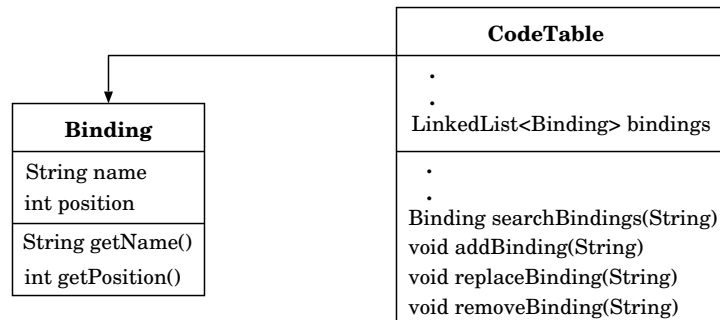 CodeTable
.
.
LinkedList<Binding> bindings
.
.
Binding searchBindings(String)
void addBinding(String)
void replaceBinding(String)
void removeBinding(String)
Binding
String name
int position
String getName()
int getPosition()